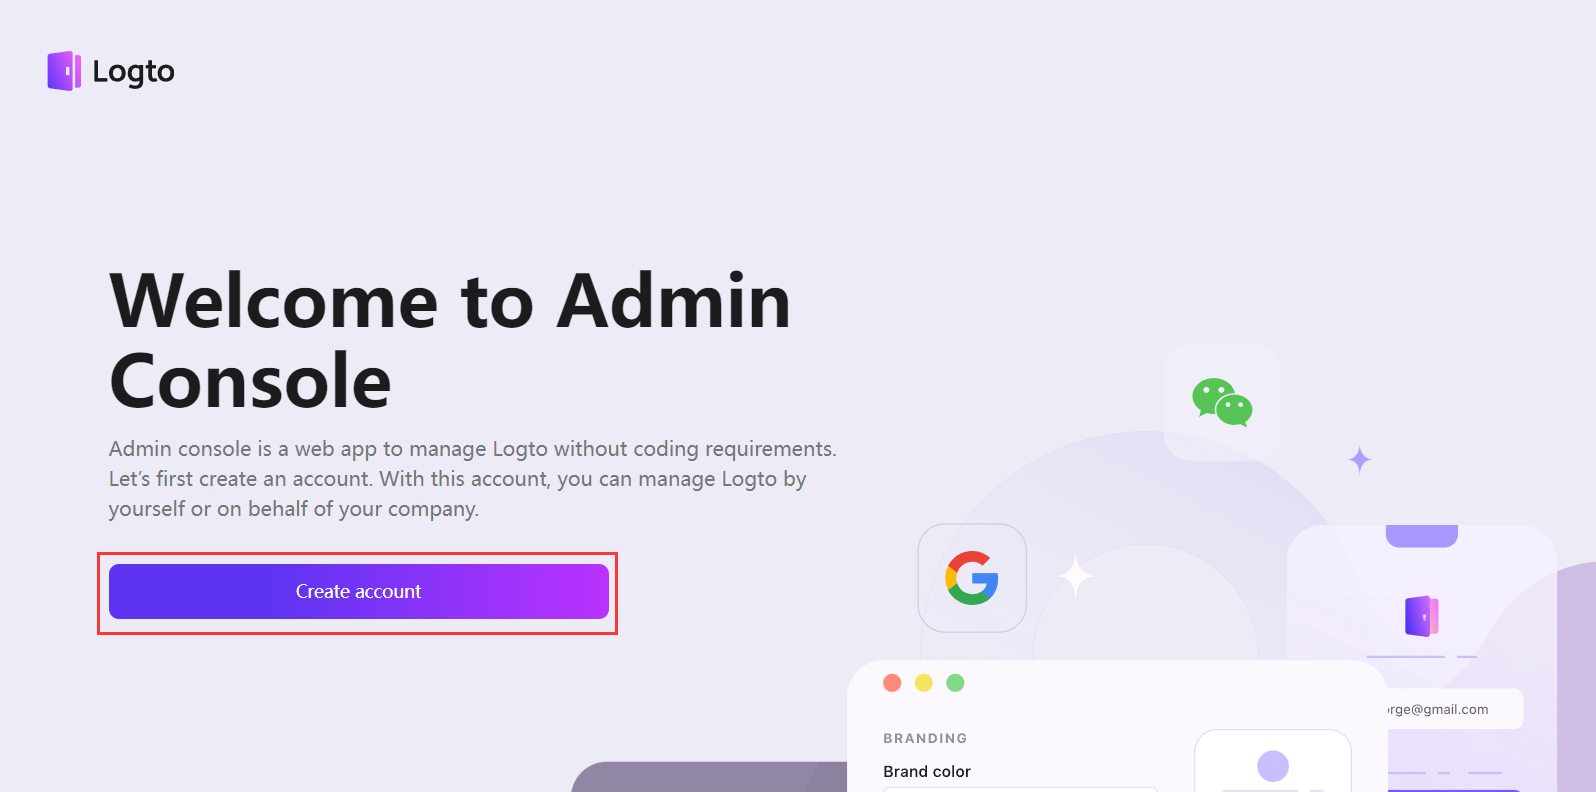 Logto
Welcome to Admin
Console
Admin console is a web app to manage Logto without coding requirements.
Let’s first create an account. With this account, you can manage Logto by
yourself or on behalf of your company.
Create account
orge@gmail.com
BRANDING
Brand color